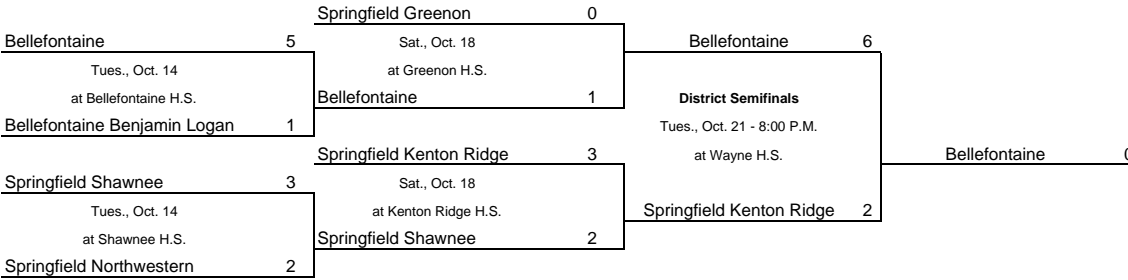 Bellefontaine 5
Tues., Oct. 14
at Bellefontaine H.S.
Bellefontaine Benjamin Logan 1
Springfield Shawnee 3
Tues., Oct. 14
at Shawnee H.S.
Springfield Northwestern 2
Springfield Greenon 0
Sat., Oct. 18
at Greenon H.S.
Bellefontaine 1
Springfield Kenton Ridge 3
Sat., Oct. 18
at Kenton Ridge H.S.
Springfield Shawnee 2
Bellefontaine 6
District Semifinals
Tues., Oct. 21 - 8:00 P.M.
at Wayne H.S.
Springfield Kenton Ridge 2
Bellefontaine